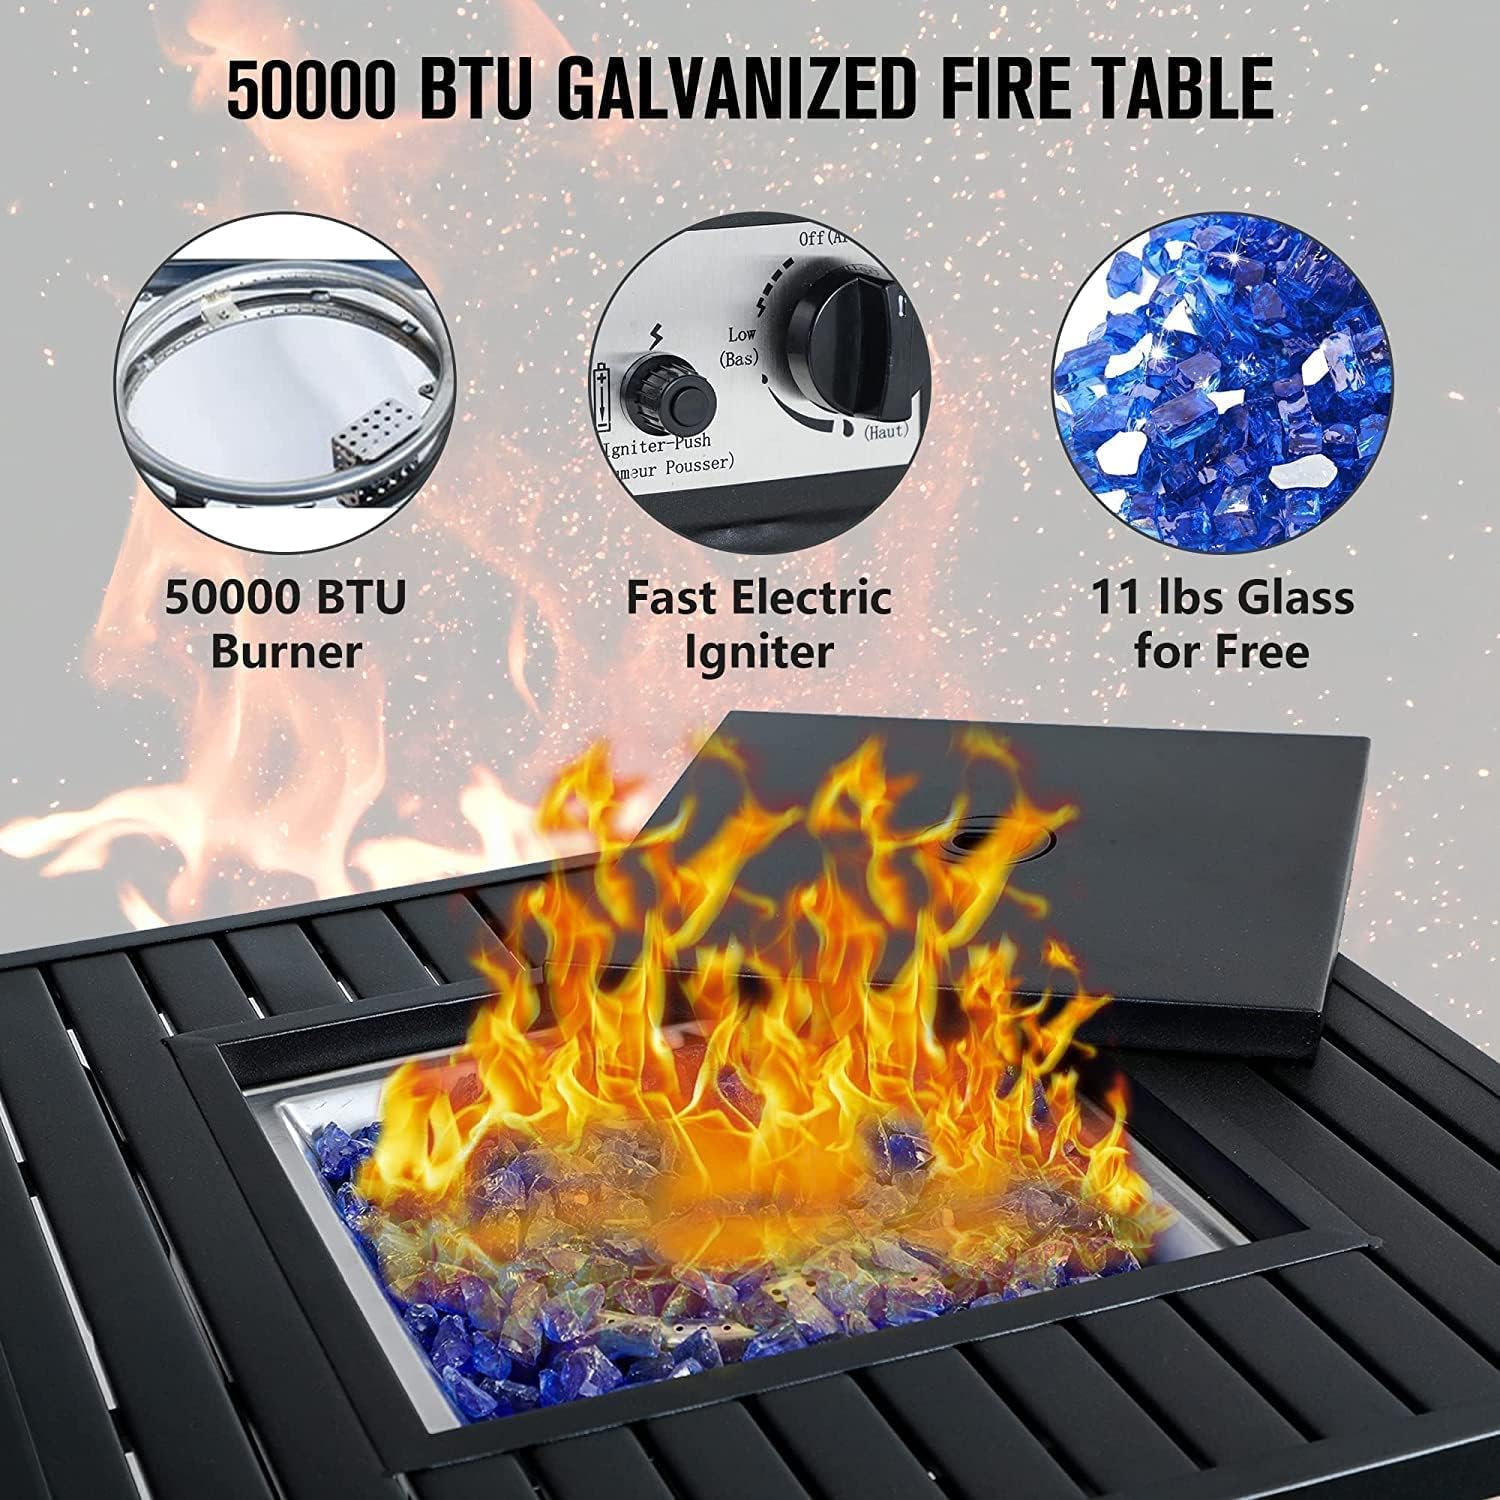 50000 BTU GALVANIZED FIRE TABLE
Off
Low
(Bas)
(Haut)
Igniter-Push
Pousser)
50000 BTU
Burner
Fast Electric
Igniter
11 lbs Glass
for Free